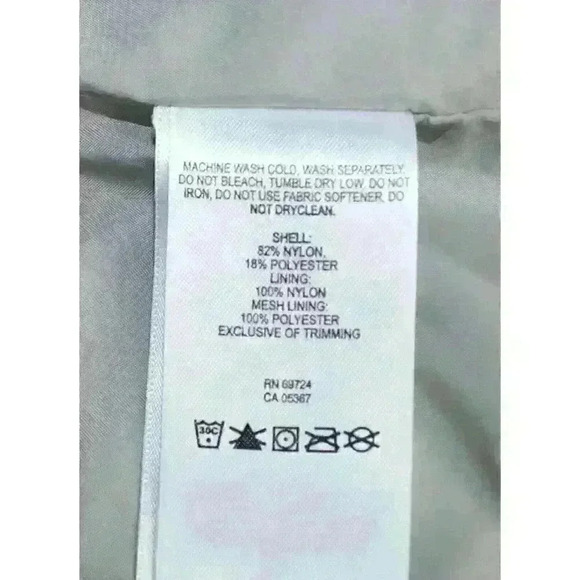 MACHINE WASH COLD, WASH SEPARATELY,
DO NOT BLEACH, TUMBLE DRY LOW, DO NOT
IRON, DO NOT USE FABRIC SOFTENER, DO
NOT DRYCLEAN.
SHELL:
82% NYLON,
18% POLYESTER
LINING:
100% NYLON
MESH LINING:
100% POLYESTER
EXCLUSIVE OF TRIMMING
RN 69724
CA 05367
30C